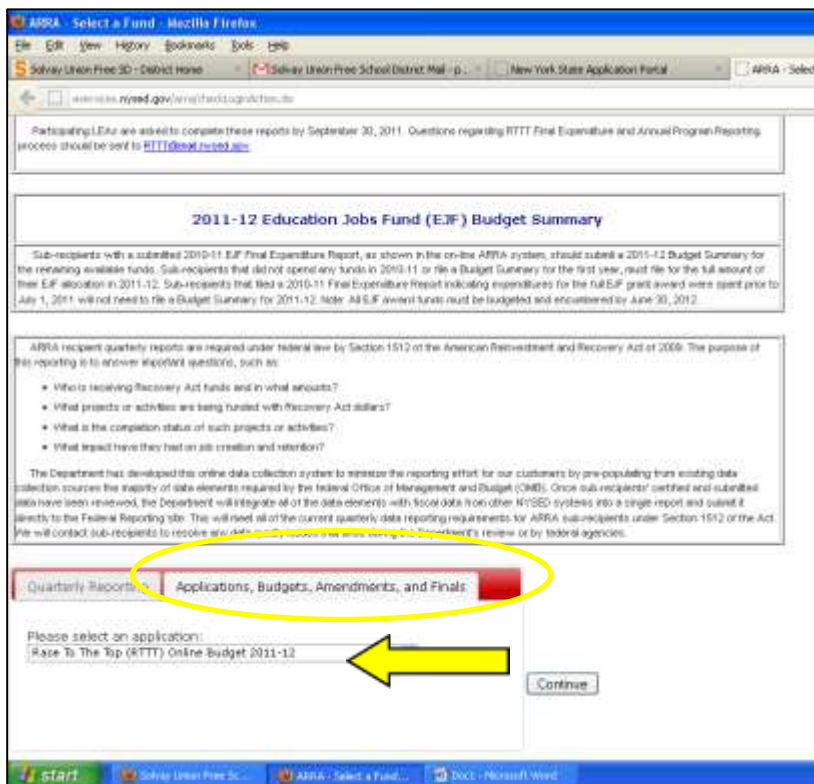 ARRA - Select a Fund - Mozilla Firefox
File Edit View History Bookmarks Tools Help
Solvay Union Free SD - District Home Solvay Union Free School District Mail - p... New York State Application Portal ARRA - Selec
.nysed.gov/arra/checkLoginAction.do
Participating LEAs are asked to complete these reports by September 30, 2011. Questions regarding RTTT Final Expenditure and Annual Program Reporting
process should be sent to RTTT@mail.nysed.gov
2011-12 Education Jobs Fund (EJF) Budget Summary
Sub-recipients with a submitted 2010-11 EJF Final Expenditure Report, as shown in the on-line ARRA system, should submit a 2011-12 Budget Summary for
the remaining available funds. Sub-recipients that did not spend any funds in 2010-11 or file a Budget Summary for the first year, must file for the full amount of
their EJF allocation in 2011-12. Sub-recipients that filed a 2010-11 Final Expenditure Report indicating expenditures for the full EJF grant award were spent prior to
July 1, 2011 will not need to file a Budget Summary for 2011-12. Note: All EJF award funds must be budgeted and encumbered by June 30, 2012.
ARRA recipient quarterly reports are required under federal law by Section 1512 of the American Reinvestment and Recovery Act of 2009. The purpose of
this reporting is to answer important questions, such as:
• Who is receiving Recovery Act funds and in what amounts?
• What projects or activities are being funded with Recovery Act dollars?
• What is the completion status of such projects or activities?
• What impact have they had on job creation and retention?
The Department has developed this online data collection system to minimize the reporting effort for our customers by pre-populating from existing data
collection sources the majority of data elements required by the federal Office of Management and Budget (OMB). Once sub-recipients' certified and submitted
data have been reviewed, the Department will integrate all of the data elements with fiscal data from other NYSED systems into a single report and submit it
directly to the Federal Reporting site. This will meet all of the current quarterly data reporting requirements for ARRA sub-recipients under Section 1512 of the Act.
We will contact sub-recipients to resolve any data quality issues that arise during the Department's review or by federal agencies.
Quarterly Reporting Applications, Budgets, Amendments, and Finals
Please select an application:
Race To The Top (RTTT) Online Budget 2011-12
Continue
start Solvay Union Free Sc... ARRA - Select a Fund... Doc1 - Microsoft Word